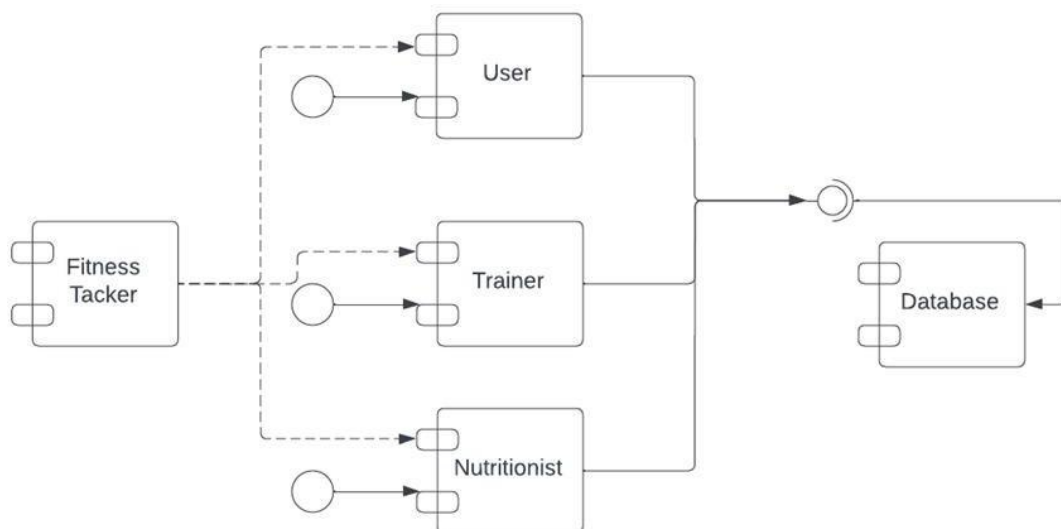 User
Fitness
Tacker
Trainer
Database
Nutritionist